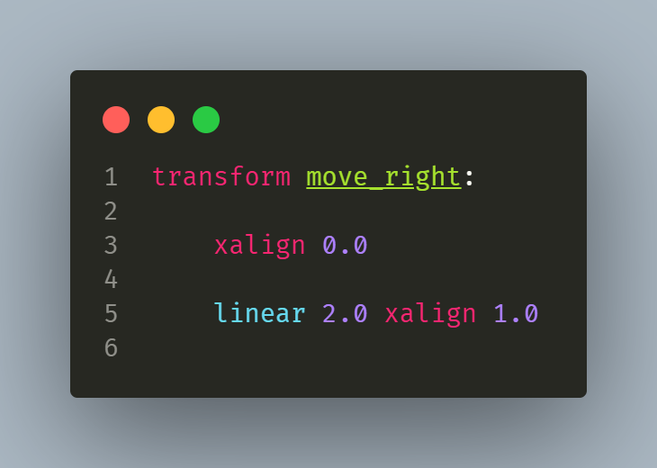 1 transform move_right:
2
3     xalign 0.0
4
5     linear 2.0 xalign 1.0
6